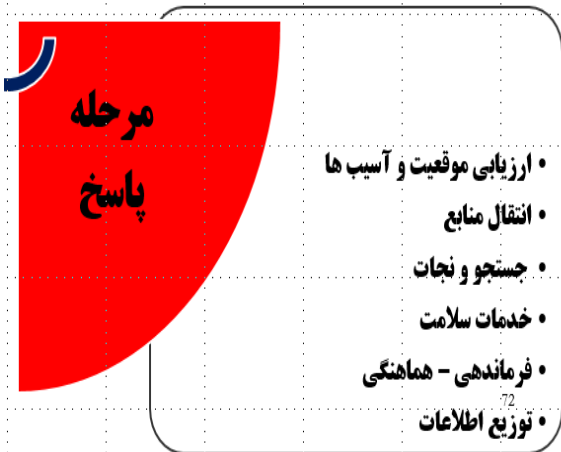 مرحله
پاسخ
• ارزیابی موقعیت و آسیب ها
• انتقال منابع
• جستجو و نجات
• خدمات سلامت
• فرماندهی - هماهنگی
72
• توزیع اطلاعات